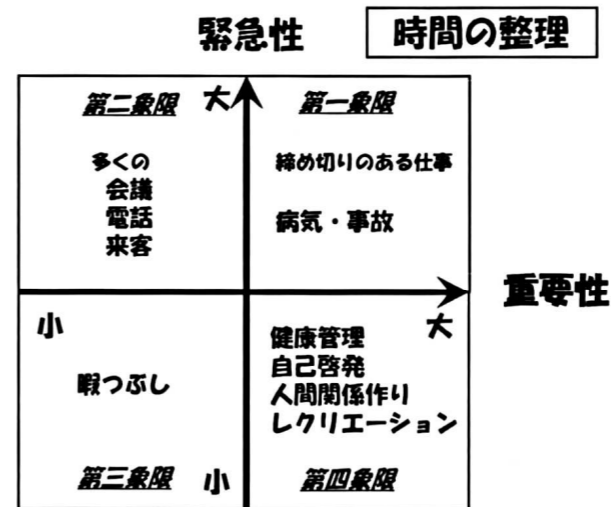 緊急性
時間の整理
第二象限
大
第一象限
多くの
会議
電話
来客
締め切りのある仕事
病気・事故
重要性
小
大
暇つぶし
健康管理
自己啓発
人間関係作り
レクリエーション
第三象限
小
第四象限